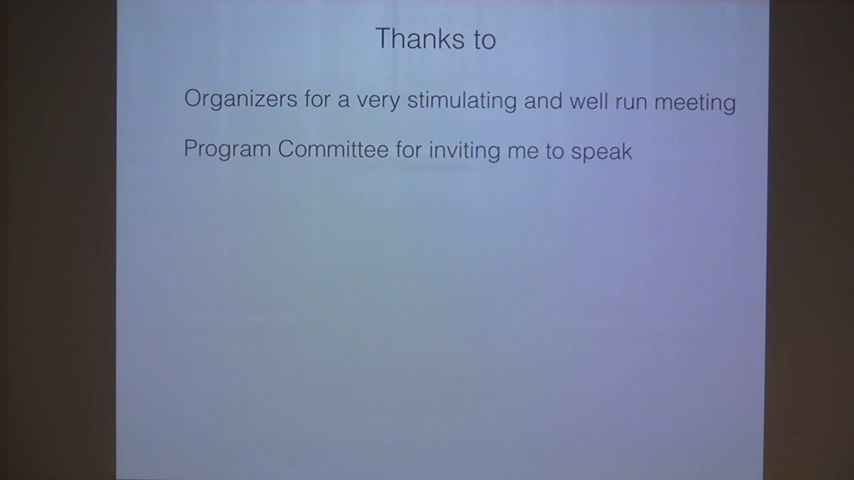 Thanks to
Organizers for a very stimulating and well run meeting
Program Committee for inviting me to speak